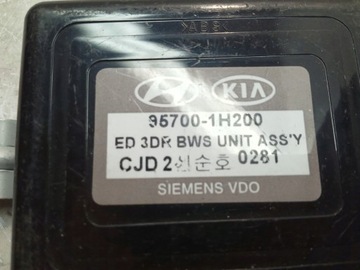 KIA
95700-1H200
ED 3DR BWS UNIT ASS'Y
CJD 2신순호 0281
SIEMENS VDO